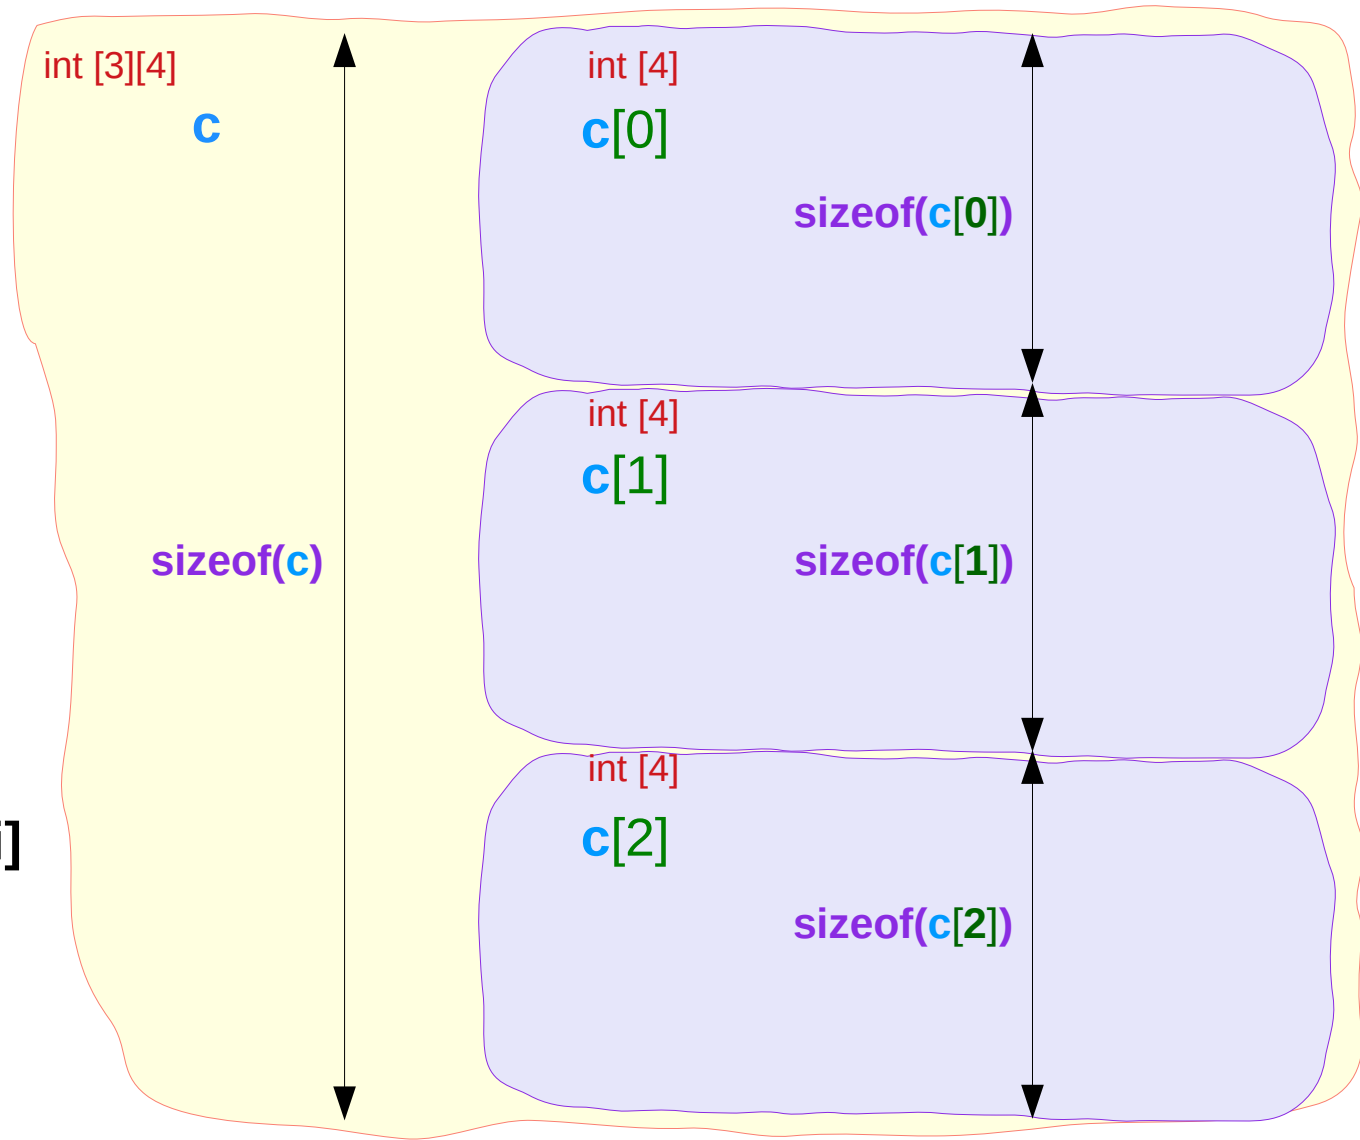 int [3][4]
c
sizeof(c)
int [4]
c[0]
sizeof(c[0])
int [4]
c[1]
sizeof(c[1])
int [4]
c[2]
sizeof(c[2])
i]